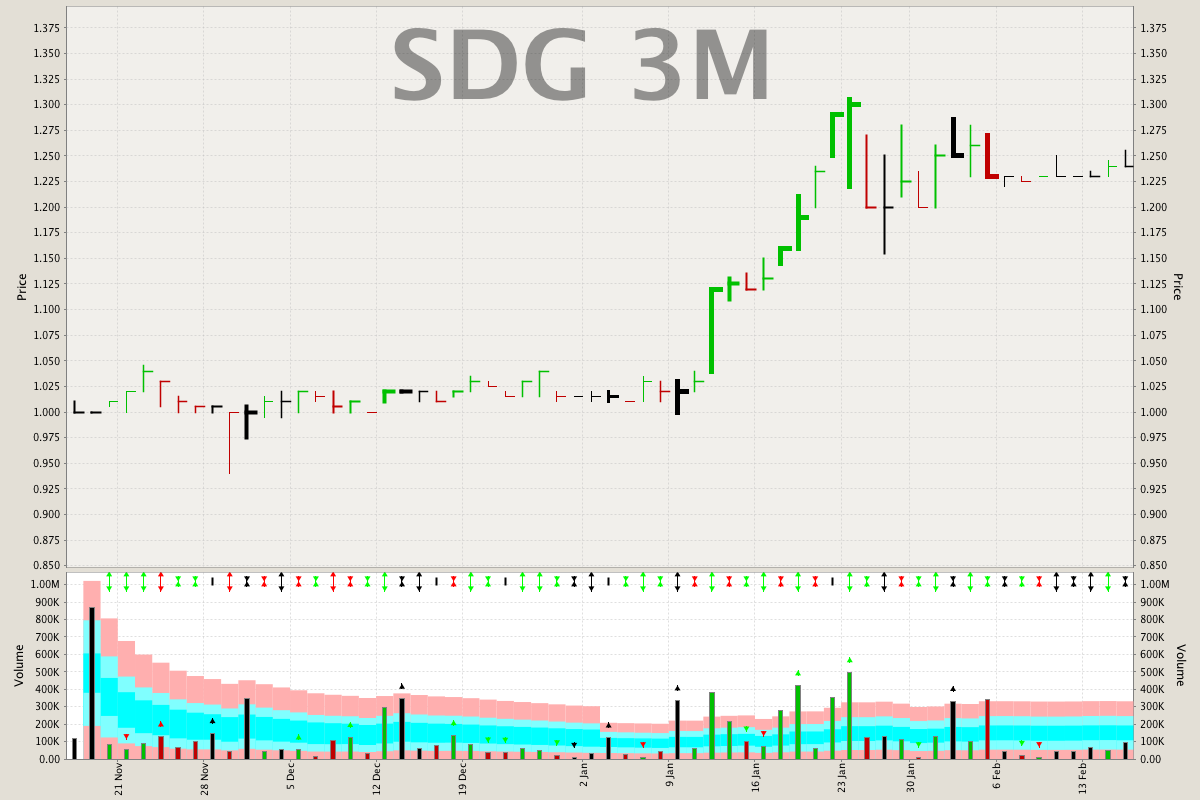 SDG 3M
1.375 1.375
1.350 1.350
1.325 1.325
1.300 1.300
1.275 1.275
1.250 1.250
1.225 1.225
1.200 1.200
1.175 1.175
1.150 1.150
1.125 1.125
1.100 1.100
1.075 1.075
1.050 1.050
1.025 1.025
1.000 1.000
0.975 0.975
0.950 0.950
0.925 0.925
0.900 0.900
0.875 0.875
0.850 0.850
Price
Price
1.00M 1.00M
900K 900K
800K 800K
700K 700K
600K 600K
500K 500K
400K 400K
300K 300K
200K 200K
100K 100K
0.00 0.00
Volume
Volume
21 Nov
28 Nov
5 Dec
12 Dec
19 Dec
2 Jan
9 Jan
16 Jan
23 Jan
30 Jan
6 Feb
13 Feb